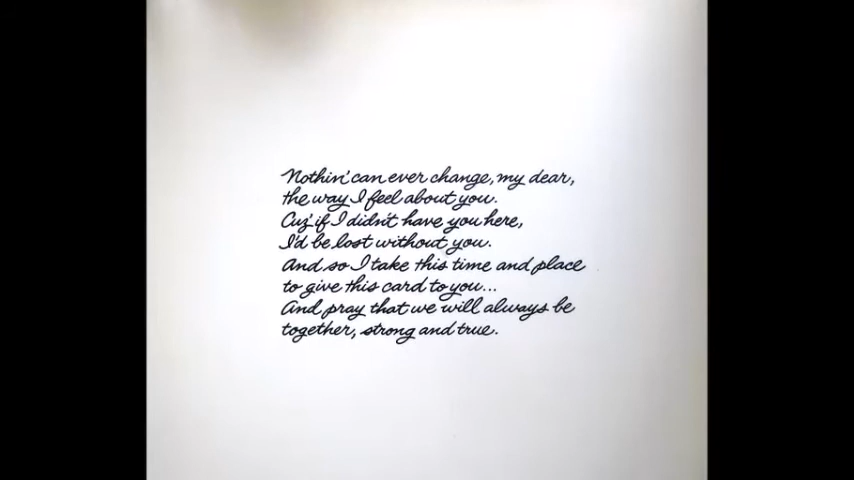 Nothin' can ever change, my dear,
the way I feel about you.
Cuz' if I didn't have you here,
I'd be lost without you.
And so I take this time and place
to give this card to you...
And pray that we will always be
together, strong and true.